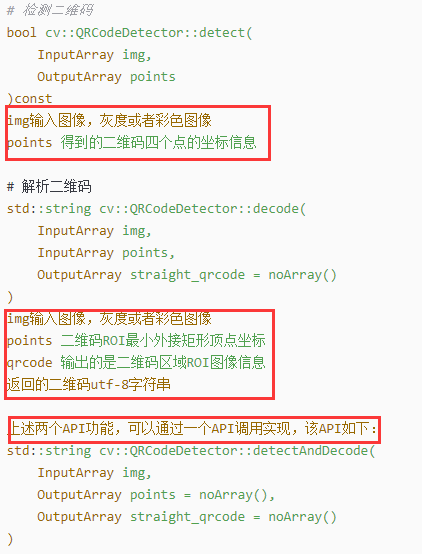 # 检测二维码
bool cv::QRCodeDetector::detect(
InputArray img,
OutputArray points
)const
img输入图像，灰度或者彩色图像
points 得到的二维码四个点的坐标信息
# 解析二维码
std::string cv::QRCodeDetector::decode(
InputArray img,
InputArray points,
OutputArray straight_qrcode = noArray()
)
img输入图像，灰度或者彩色图像
points 二维码ROI最小外接矩形顶点坐标
qrcode 输出的是二维码区域ROI图像信息
返回的二维码utf-8字符串
上述两个API功能，可以通过一个API调用实现，该API如下：
std::string cv::QRCodeDetector::detectAndDecode(
InputArray img,
OutputArray points = noArray(),
OutputArray straight_qrcode = noArray()
)